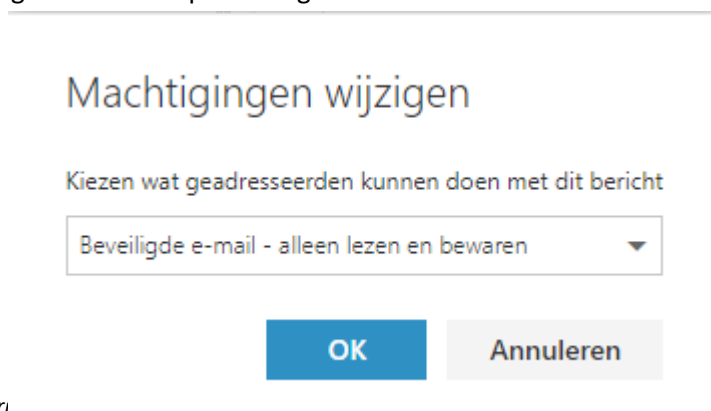 Machtigingen wijzigen
Kiezen wat geadresseerden kunnen doen met dit bericht
Beveiligde e-mail - alleen lezen en bewaren
OK Annuleren